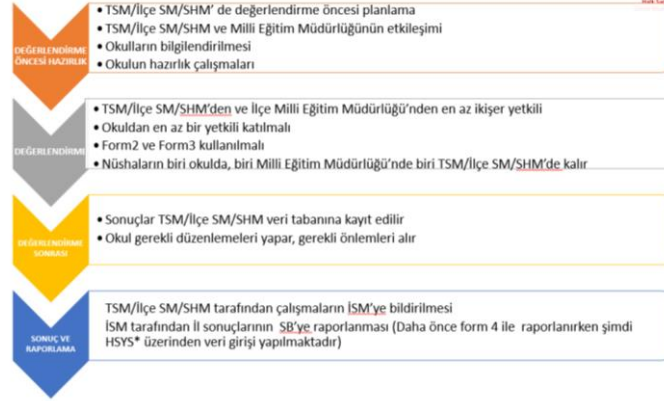 • TSM/İlçe SM/SHM' de değerlendirme öncesi planlama
• TSM/İlçe SM/SHM ve Milli Eğitim Müdürlüğünün etkileşimi
• Okulların bilgilendirilmesi
• Okulun hazırlık çalışmaları
DEĞERLENDİRME
ÖNCESİ HAZIRLIK
• TSM/İlçe SM/SHM'den ve İlçe Milli Eğitim Müdürlüğü'nden en az ikişer yetkili
• Okuldan en az bir yetkili katılmalı
• Form2 ve Form3 kullanılmalı
• Nüshaların biri okulda, biri Milli Eğitim Müdürlüğü'nde biri TSM/İlçe SM/SHM'de kalır
DEĞERLENDİRME
• Sonuçlar TSM/İlçe SM/SHM veri tabanına kayıt edilir
• Okul gerekli düzenlemeleri yapar, gerekli önlemleri alır
DEĞERLENDİRME
SONRASI
TSM/İlçe SM/SHM tarafından çalışmaların İSM'ye bildirilmesi
İSM tarafından İl sonuçlarının SB'ye raporlanması (Daha önce form 4 ile raporlanırken şimdi
HSYS* üzerinden veri girişi yapılmaktadır)
SONUÇ VE
RAPORLAMA